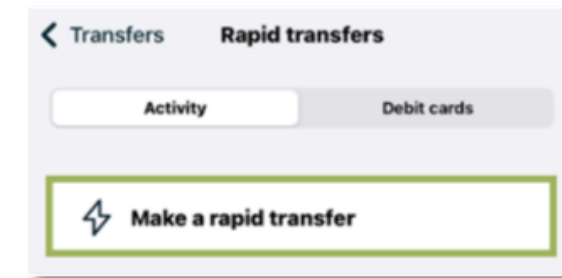 Transfers Rapid transfers
Activity Debit cards
Make a rapid transfer